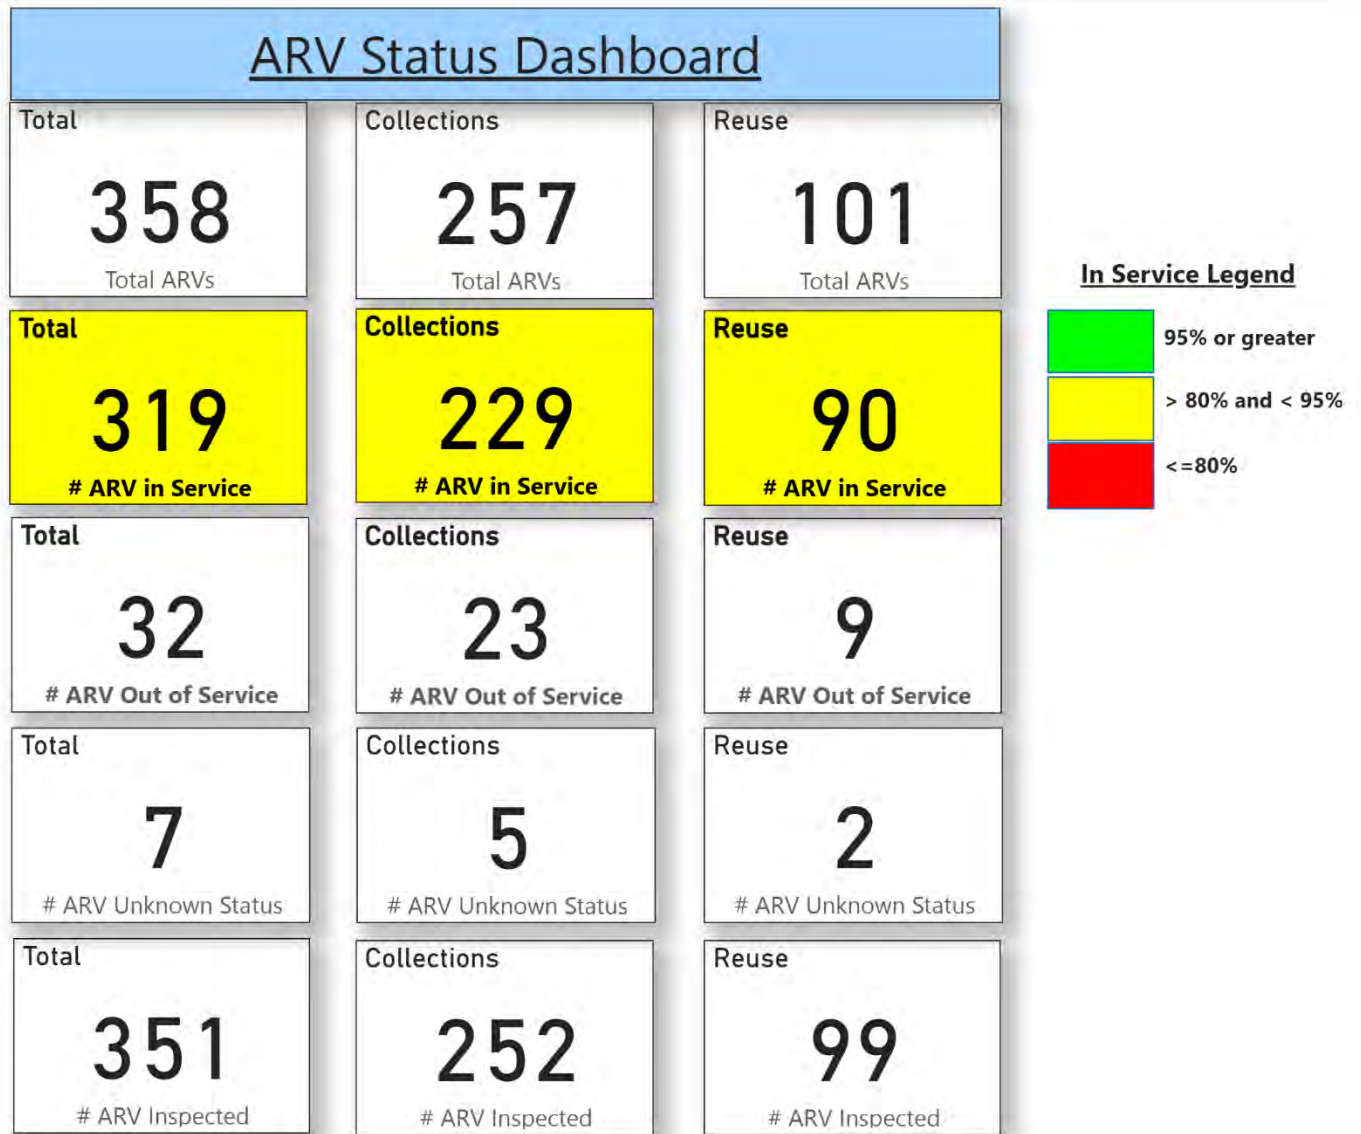 ARV Status Dashboard
Total
358
Total ARVs
Collections
257
Total ARVs
Reuse
101
Total ARVs
Total
319
# ARV in Service
Collections
229
# ARV in Service
Reuse
90
# ARV in Service
Total
32
# ARV Out of Service
Collections
23
# ARV Out of Service
Reuse
9
# ARV Out of Service
Total
7
# ARV Unknown Status
Collections
5
# ARV Unknown Status
Reuse
2
# ARV Unknown Status
Total
351
# ARV Inspected
Collections
252
# ARV Inspected
Reuse
99
# ARV Inspected
In Service Legend
95% or greater
> 80% and < 95%
<=80%